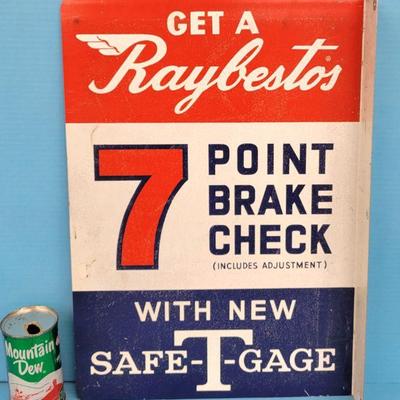 GET A
Raybestos
7 POINT
BRAKE
CHECK
(INCLUDES ADJUSTMENT)
WITH NEW
SAFE-T-GAGE
Mountain
Dew